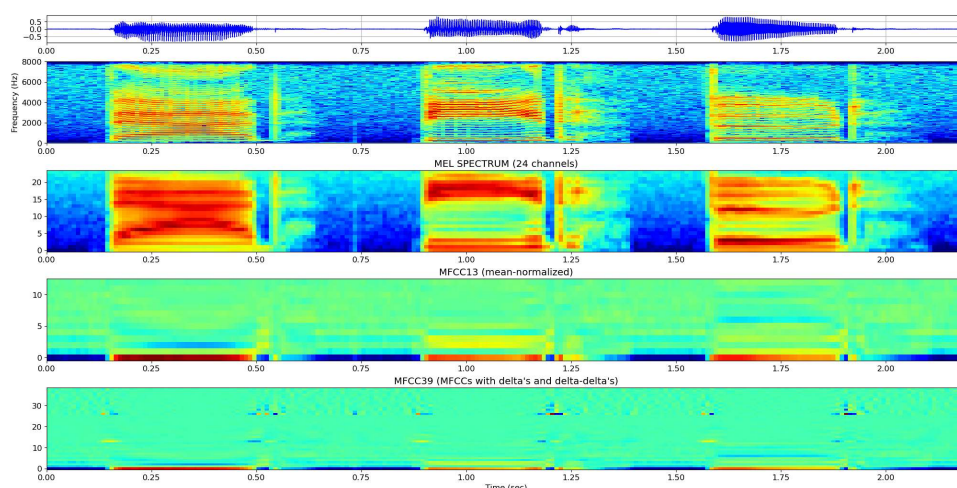 0.5
0.0
−0.5
0.00 0.25 0.50 0.75 1.00 1.25 1.50 1.75 2.00
8000
6000
4000
2000
0
Frequency (Hz)
0.00 0.25 0.50 0.75 1.00 1.25 1.50 1.75 2.00
MEL SPECTRUM (24 channels)
20
15
10
5
0
0.00 0.25 0.50 0.75 1.00 1.25 1.50 1.75 2.00
MFCC13 (mean-normalized)
10
5
0
0.00 0.25 0.50 0.75 1.00 1.25 1.50 1.75 2.00
MFCC39 (MFCCs with delta's and delta-delta's)
30
20
10
0
0.00 0.25 0.50 0.75 1.00 1.25 1.50 1.75 2.00
Time (sec)